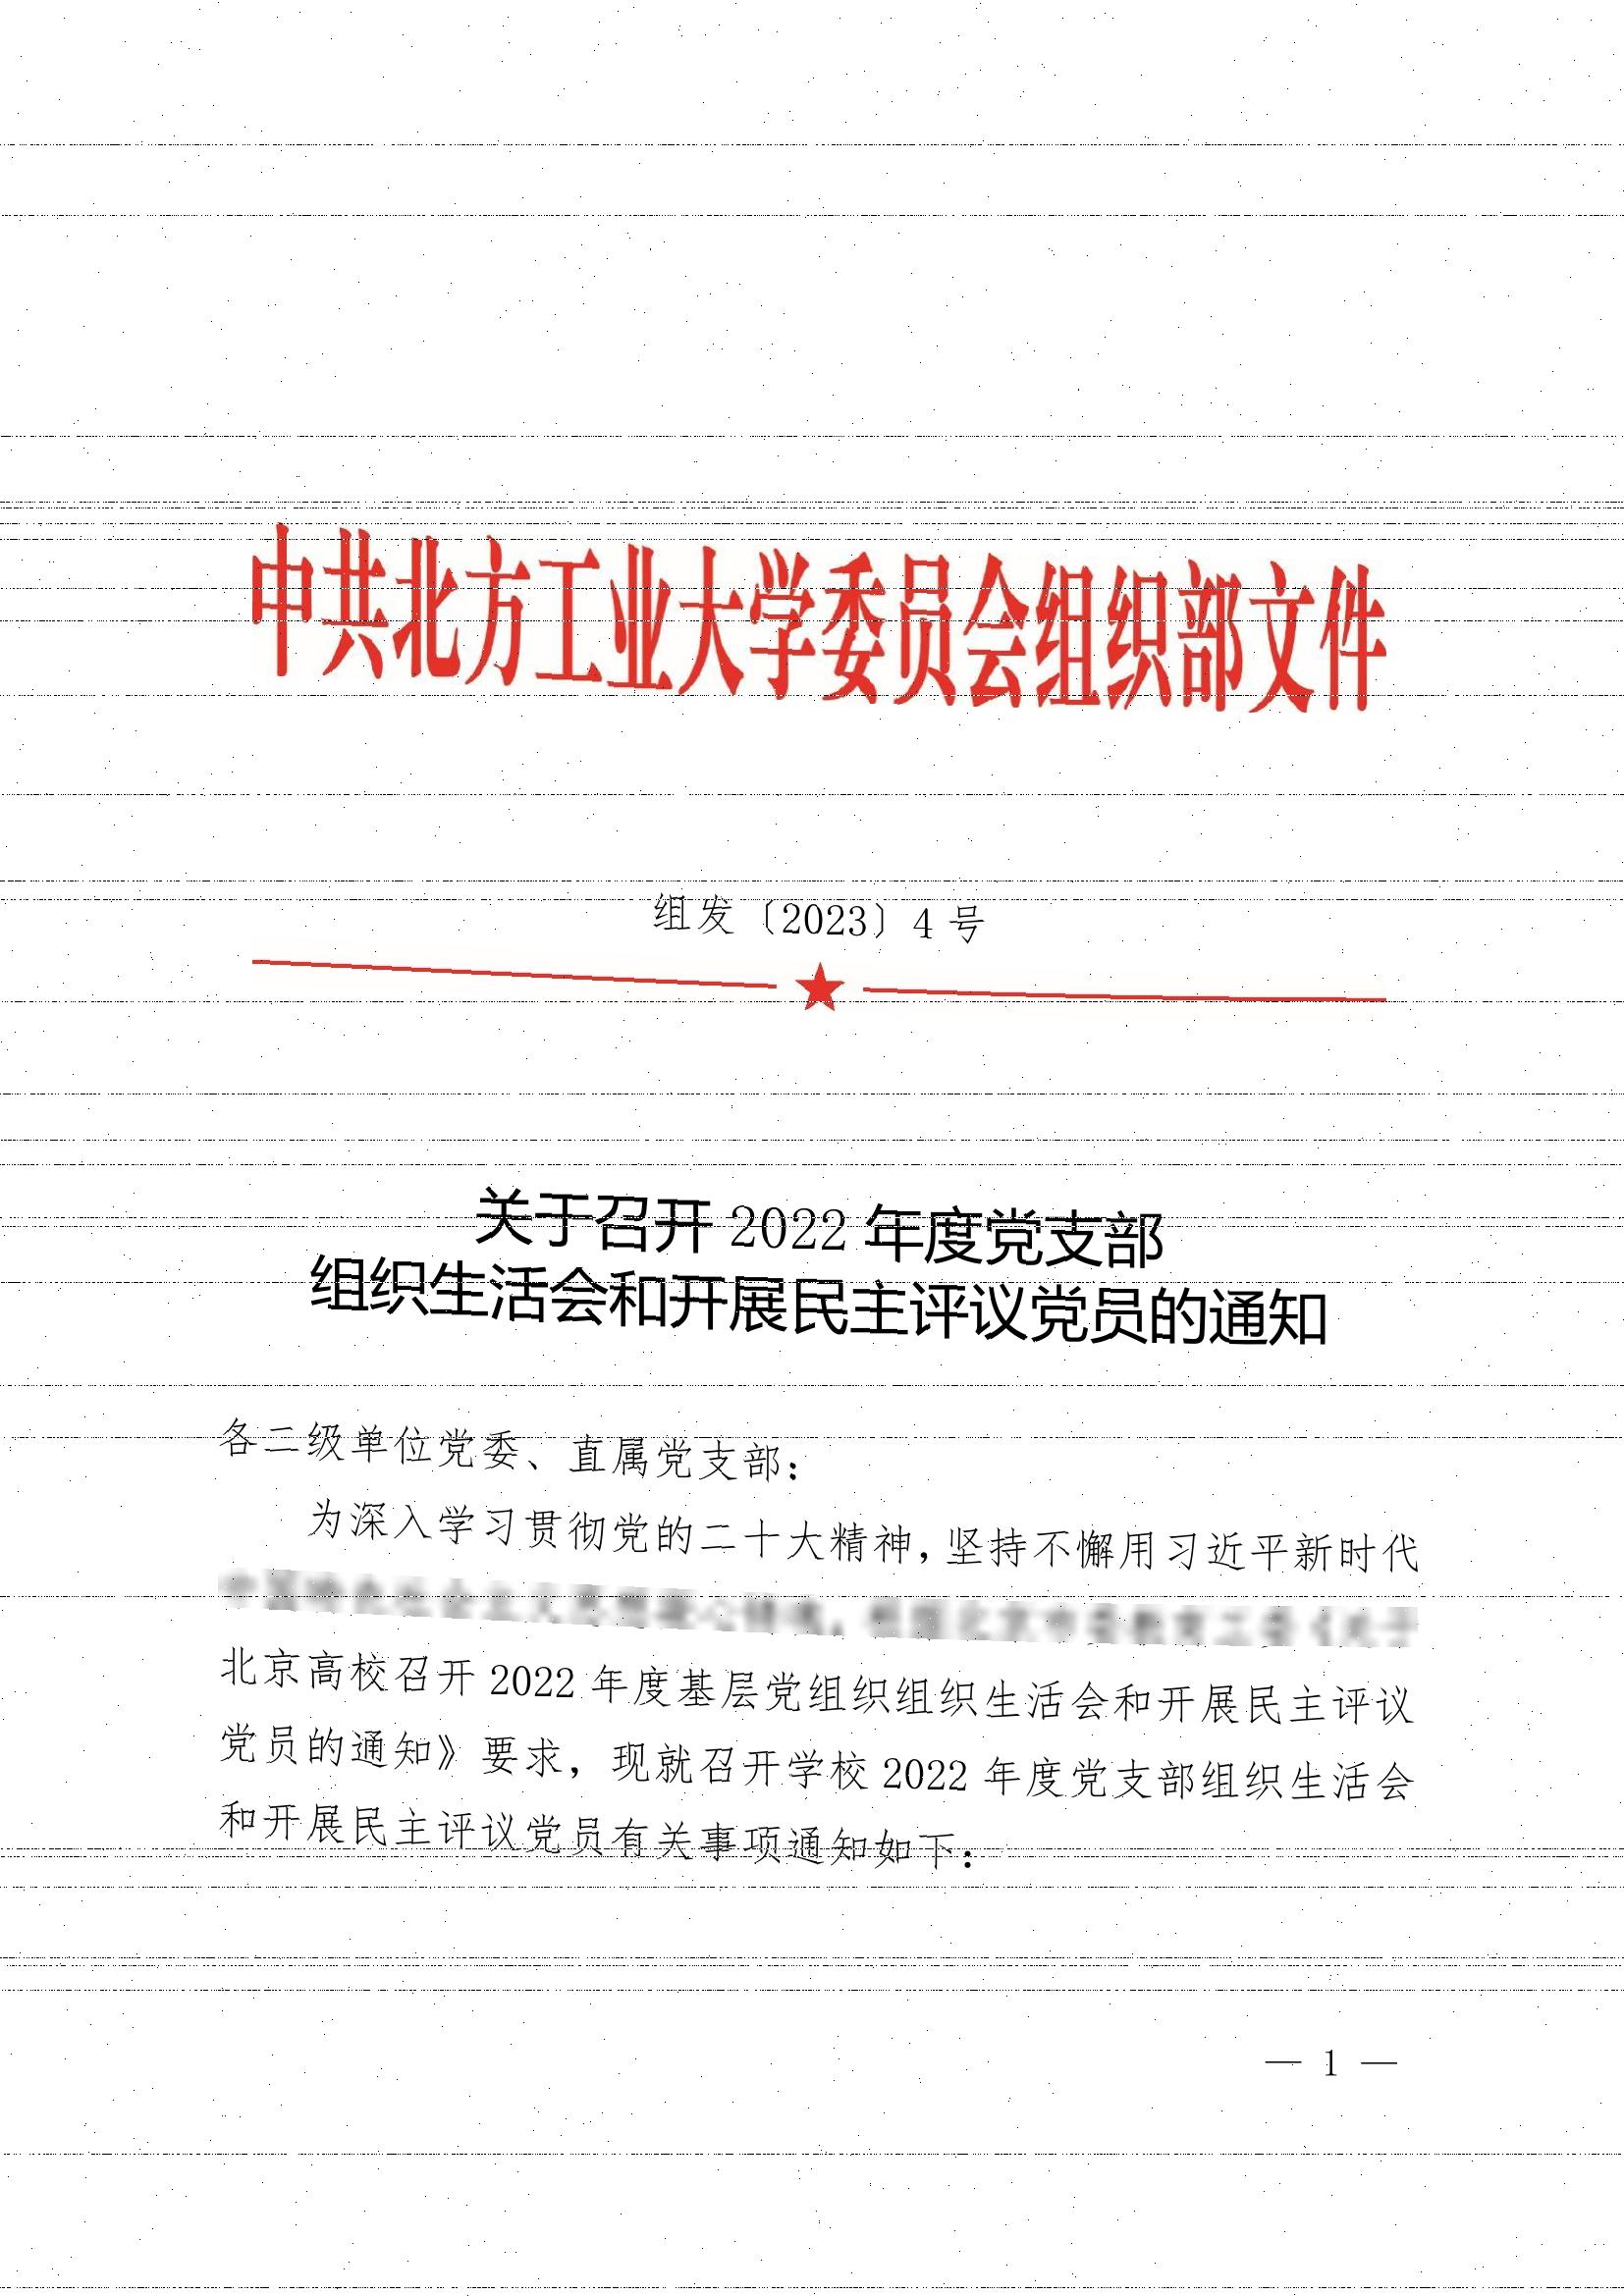 中共北方工业大学委员会组织部文件
组发〔2023〕4 号
关于召开 2022 年度党支部
组织生活会和开展民主评议党员的通知
各二级单位党委、直属党支部：
为深入学习贯彻党的二十大精神，坚持不懈用习近平新时代
北京高校召开 2022 年度基层党组织组织生活会和开展民主评议
党员的通知》要求，现就召开学校 2022 年度党支部组织生活会
和开展民主评议党员有关事项通知如下：
— 1 —